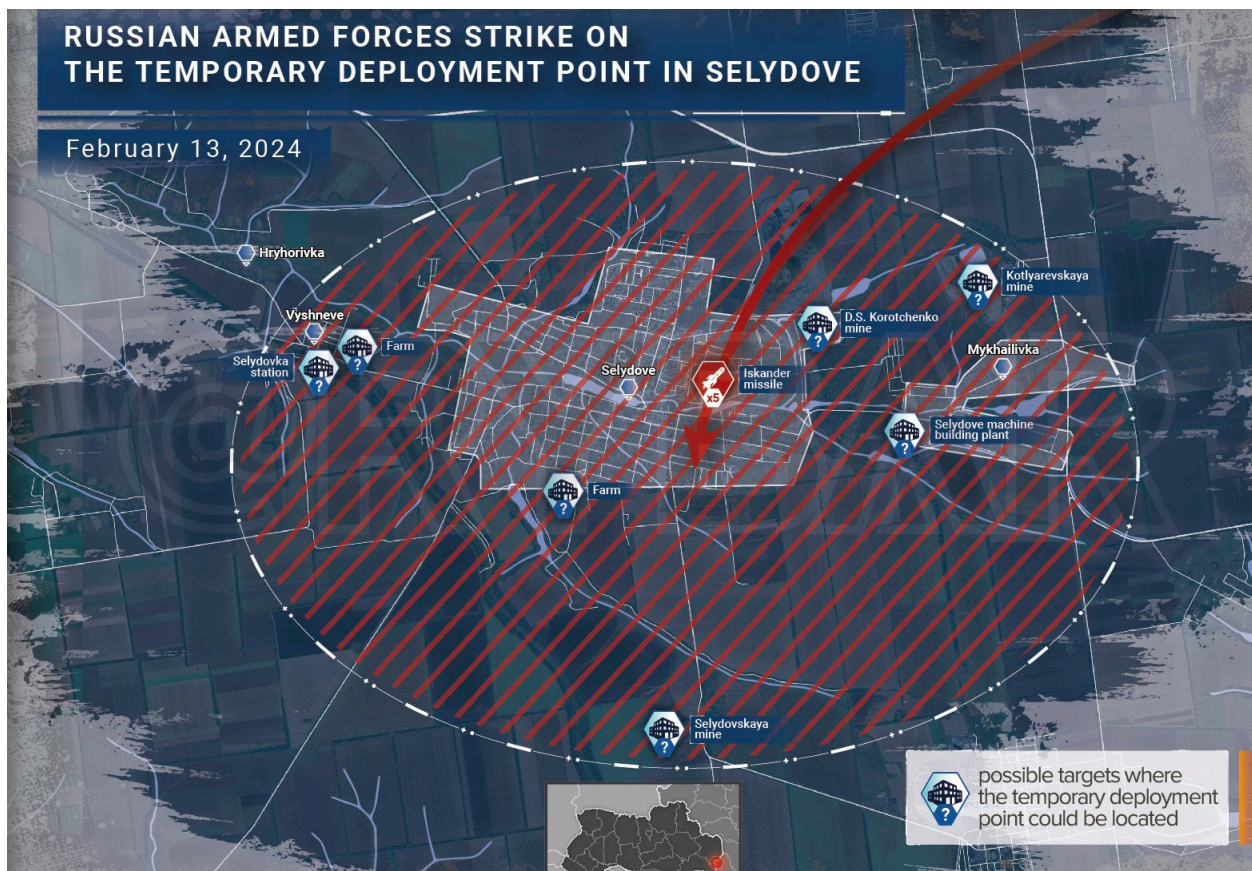 RUSSIAN ARMED FORCES STRIKE ON
THE TEMPORARY DEPLOYMENT POINT IN SELYDOVE
February 13, 2024
Hryhorivka
Vyshneve
Farm
Selydovka
station
Selydove
Iskander
missile
x5
D.S. Korotchenko
mine
Kotlyarevskaya
mine
Mykhailivka
Selydove machine
building plant
Farm
Selydovskaya
mine
?
?
?
?
?
?
?
?
possible targets where
the temporary deployment
point could be located